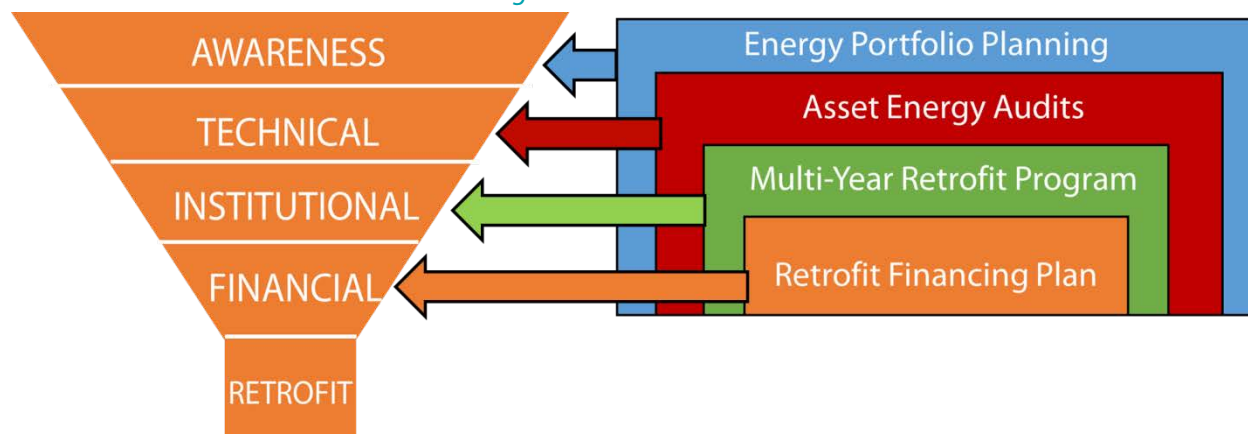 AWARENESS
TECHNICAL
INSTITUTIONAL
FINANCIAL
RETROFIT
Energy Portfolio Planning
Asset Energy Audits
Multi-Year Retrofit Program
Retrofit Financing Plan